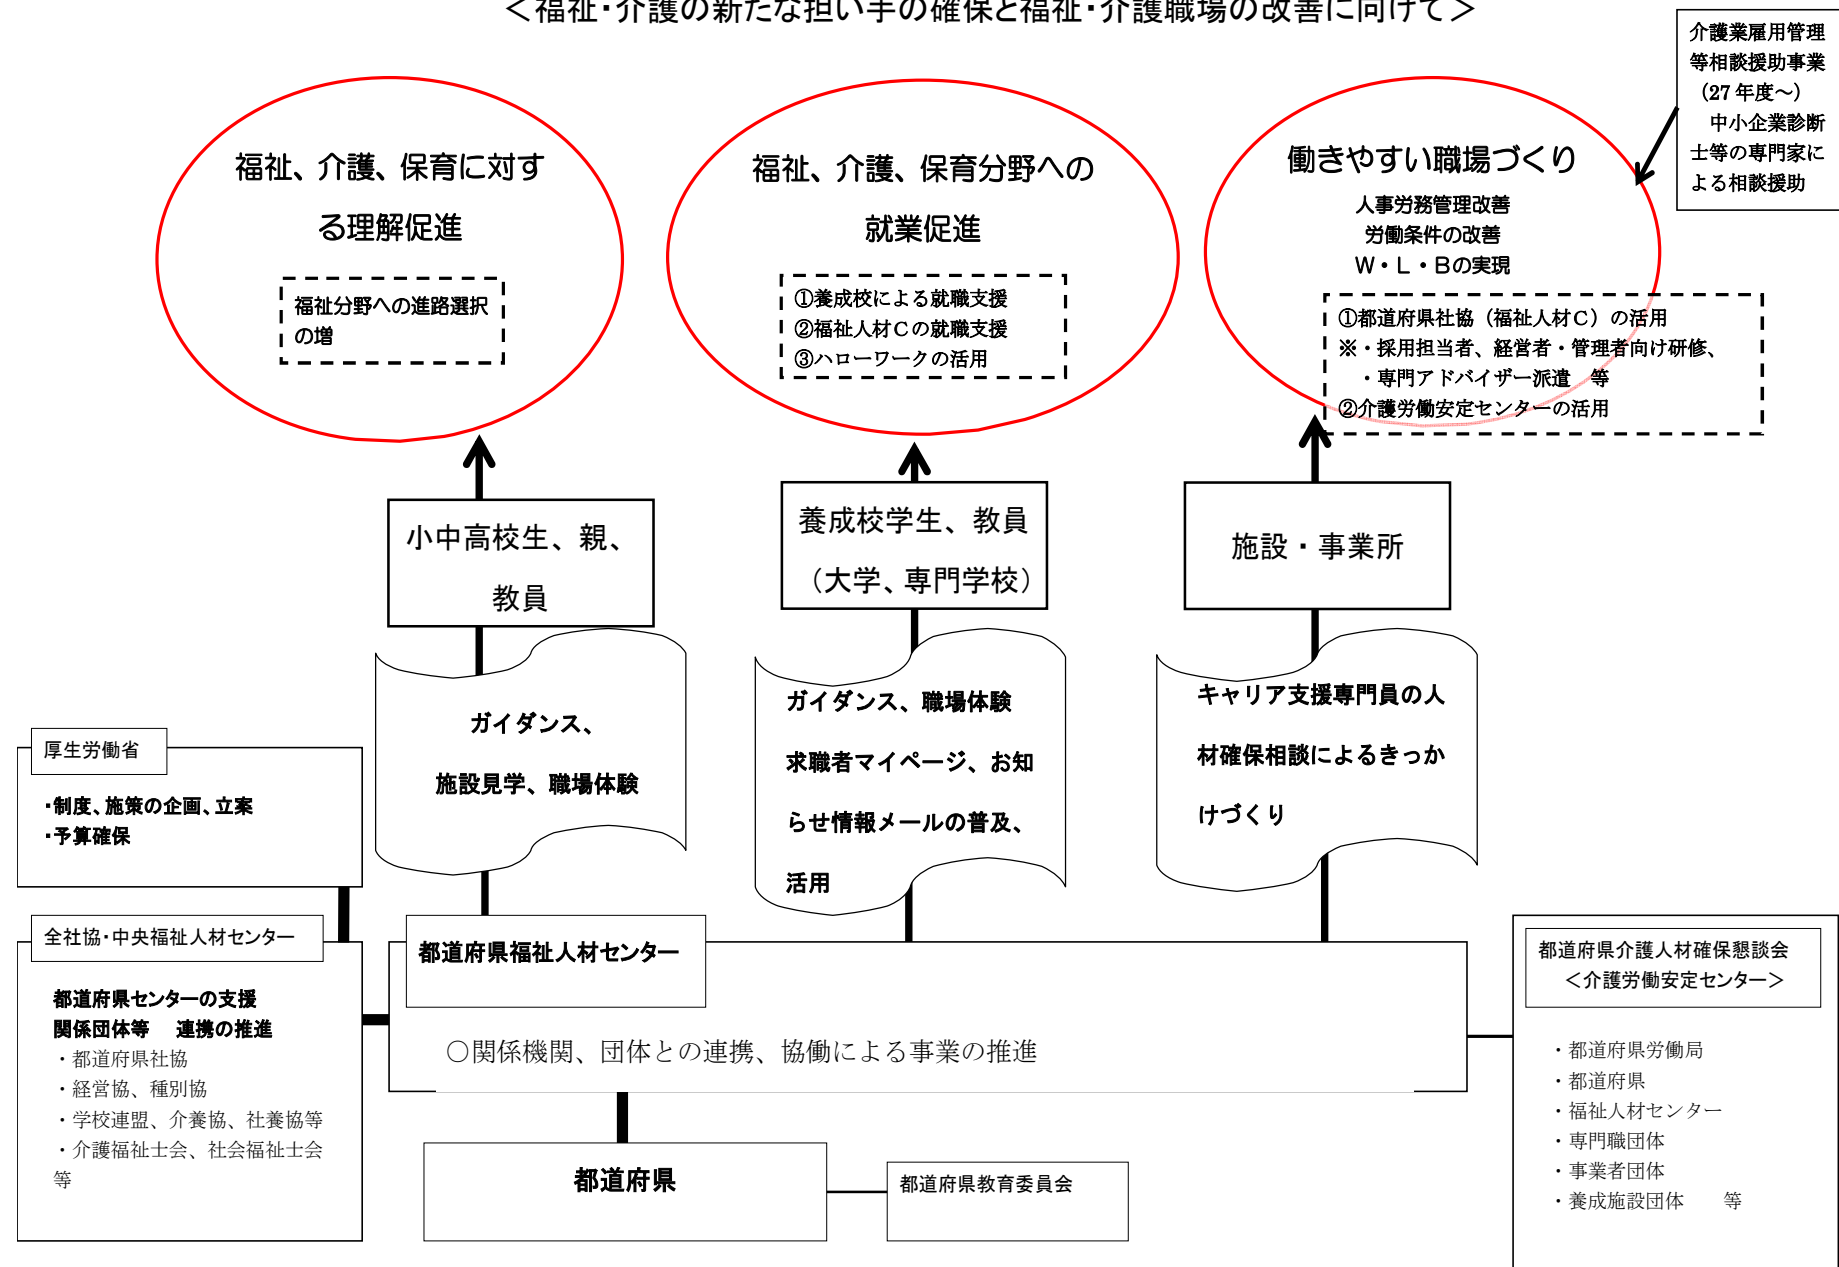 ＜福祉・介護の新たな担い手の確保と福祉・介護職場の改善に向けて＞
介護業雇用管理
等相談援助事業
（27年度～）
中小企業診断
士等の専門家に
よる相談援助
福祉、介護、保育に対す
る理解促進
福祉分野への進路選択
の増
福祉、介護、保育分野への
就業促進
①養成校による就職支援
②福祉人材Ｃの就職支援
③ハローワークの活用
働きやすい職場づくり
人事労務管理改善
労働条件の改善
Ｗ・Ｌ・Ｂの実現
①都道府県社協（福祉人材Ｃ）の活用
※・採用担当者、経営者・管理者向け研修、
・専門アドバイザー派遣　等
②介護労働安定センターの活用
小中高校生、親、
教員
養成校学生、教員
（大学、専門学校）
施設・事業所
ガイダンス、
施設見学、職場体験
ガイダンス、職場体験
求職者マイページ、お知
らせ情報メールの普及、
活用
キャリア支援専門員の人
材確保相談によるきっか
けづくり
厚生労働省
・制度、施策の企画、立案
・予算確保
全社協・中央福祉人材センター
都道府県センターの支援
関係団体等　連携の推進
・都道府県社協
・経営協、種別協
・学校連盟、介養協、社養協等
・介護福祉士会、社会福祉士会
等
都道府県福祉人材センター
○関係機関、団体との連携、協働による事業の推進
都道府県
都道府県教育委員会
都道府県介護人材確保懇談会
＜介護労働安定センター＞
・都道府県労働局
・都道府県
・福祉人材センター
・専門職団体
・事業者団体
・養成施設団体　　等